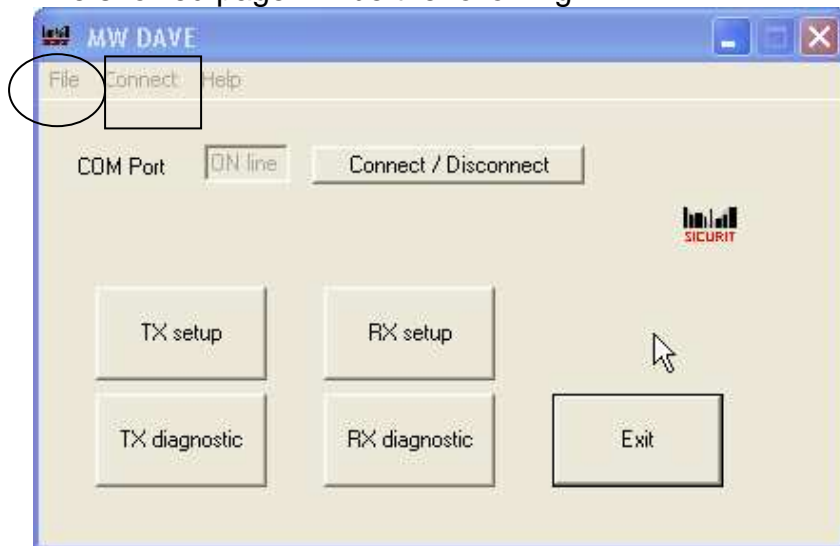 MW DAVE
File Connect Help
COM Port ON line Connect / Disconnect
SICURIT
TX setup RX setup
TX diagnostic RX diagnostic Exit